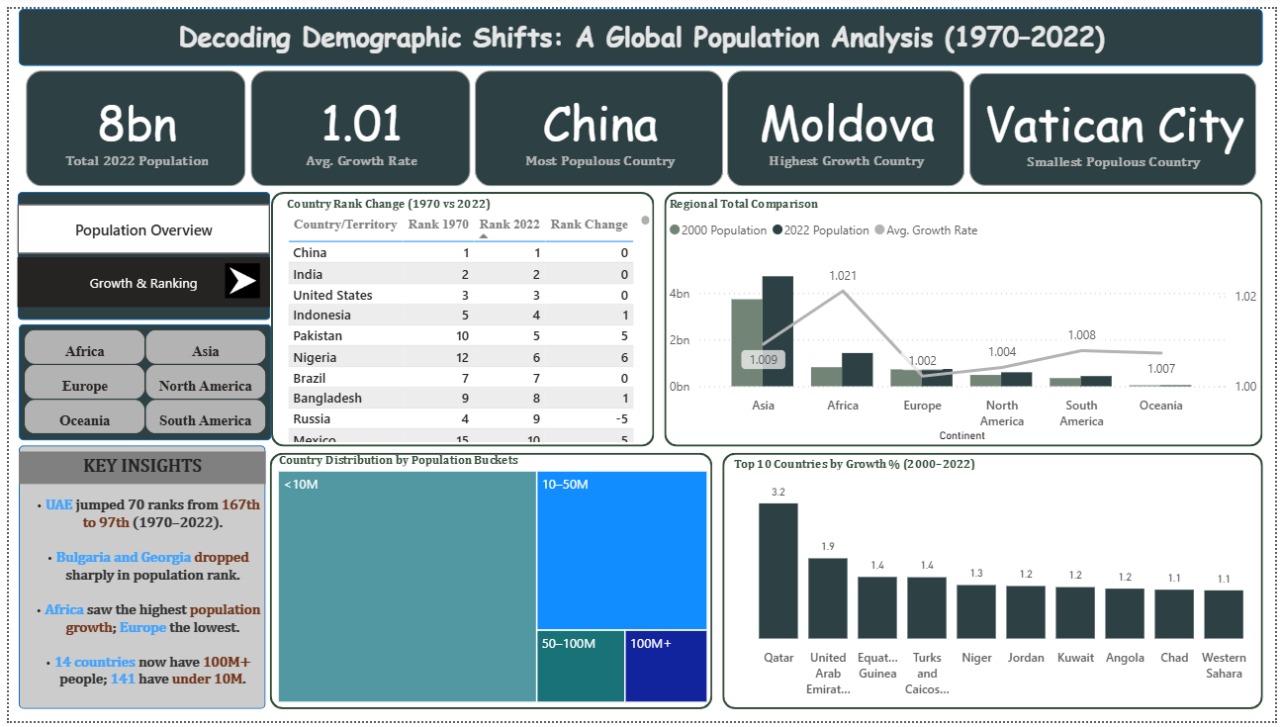 Decoding Demographic Shifts: A Global Population Analysis (1970–2022)
8bn
Total 2022 Population
1.01
Avg. Growth Rate
China
Most Populous Country
Moldova
Highest Growth Country
Vatican City
Smallest Populous Country
Population Overview
Growth & Ranking
Africa
Asia
Europe
North America
Oceania
South America
KEY INSIGHTS
• UAE jumped 70 ranks from 167th
to 97th (1970–2022).
• Bulgaria and Georgia dropped
sharply in population rank.
• Africa saw the highest population
growth; Europe the lowest.
• 14 countries now have 100M+
people; 141 have under 10M.
Country Rank Change (1970 vs 2022)
Country/Territory Rank 1970 Rank 2022 Rank Change
China 1 1 0
India 2 2 0
United States 3 3 0
Indonesia 5 4 1
Pakistan 10 5 5
Nigeria 12 6 6
Brazil 7 7 0
Bangladesh 9 8 1
Russia 4 9 -5
Mexico 15 10 5
Regional Total Comparison
2000 Population 2022 Population Avg. Growth Rate
4bn
2bn
0bn
1.02
1.00
1.009
1.021
1.002
1.004
1.008
1.007
Asia
Africa
Europe
North
America
South
America
Oceania
Continent
Country Distribution by Population Buckets
<10M
10–50M
50–100M
100M+
Top 10 Countries by Growth % (2000–2022)
3.2
1.9
1.4
1.4
1.3
1.2
1.2
1.2
1.1
1.1
Qatar
United
Arab
Emirat...
Equat...
Guinea
Turks
and
Caicos...
Niger
Jordan
Kuwait
Angola
Chad
Western
Sahara